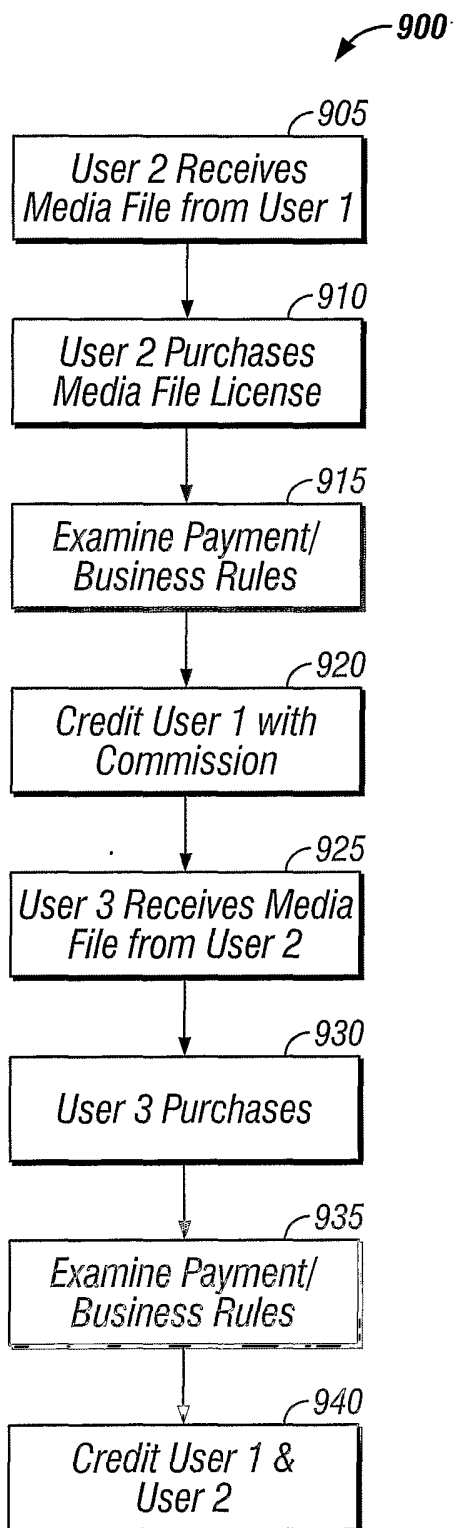 900
905
User 2 Receives
Media File from User 1
910
User 2 Purchases
Media File License
915
Examine Payment/
Business Rules
920
Credit User 1 with
Commission
925
User 3 Receives Media
File from User 2
930
User 3 Purchases
935
Examine Payment/
Business Rules
940
Credit User 1 &
User 2